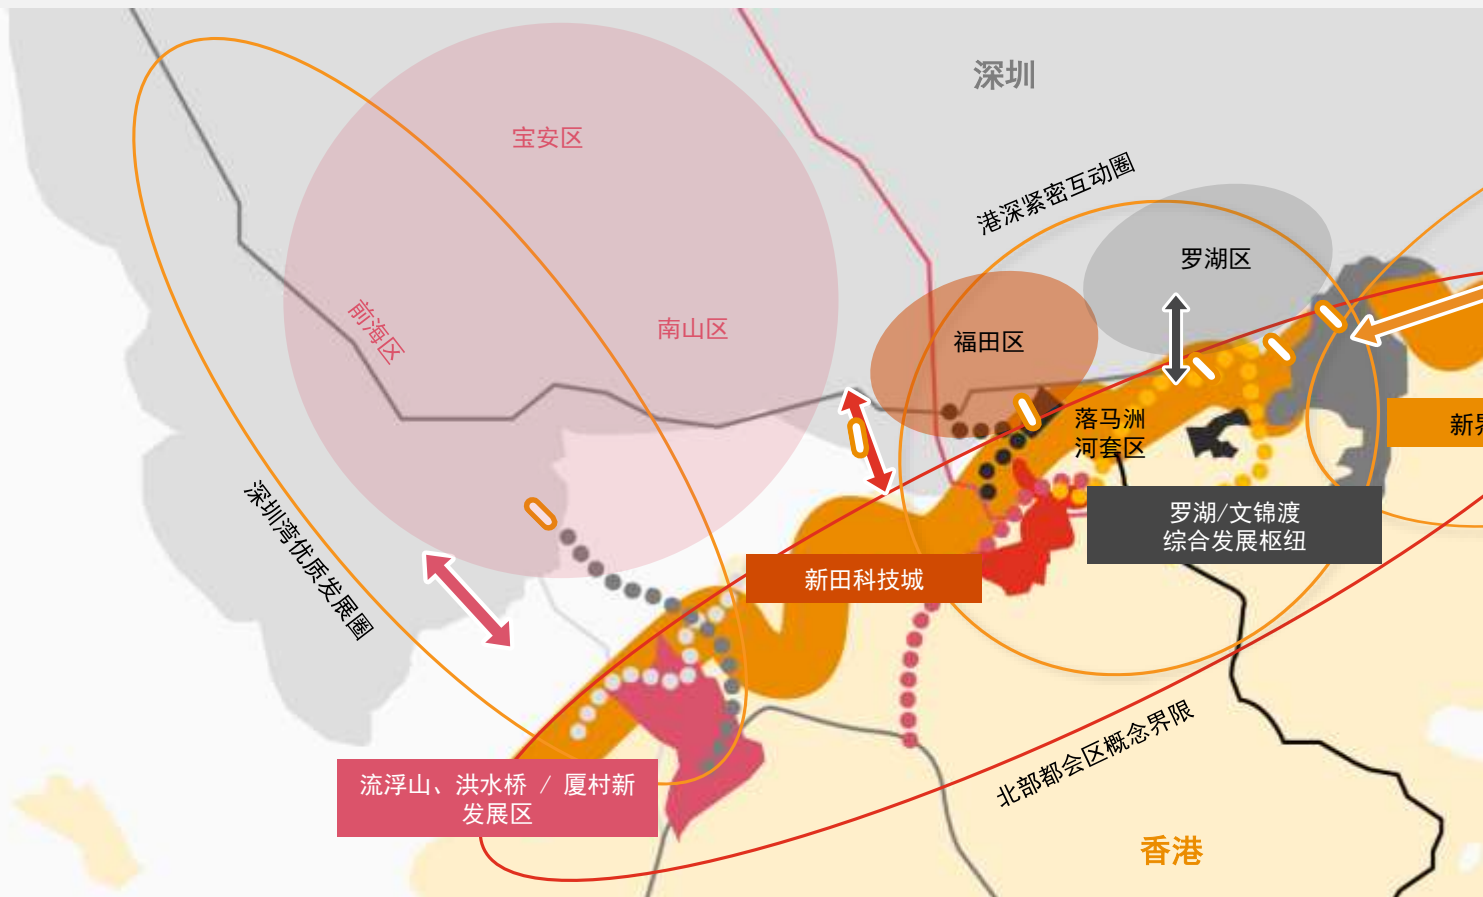 深圳
宝安区
港深紧密互动圈
罗湖区
前海区
南山区
福田区
落马洲
河套区
新界
深圳湾优质发展圈
罗湖/文锦渡
综合发展枢纽
新田科技城
北部都会区概念界限
流浮山、洪水桥 / 厦村新
发展区
香港